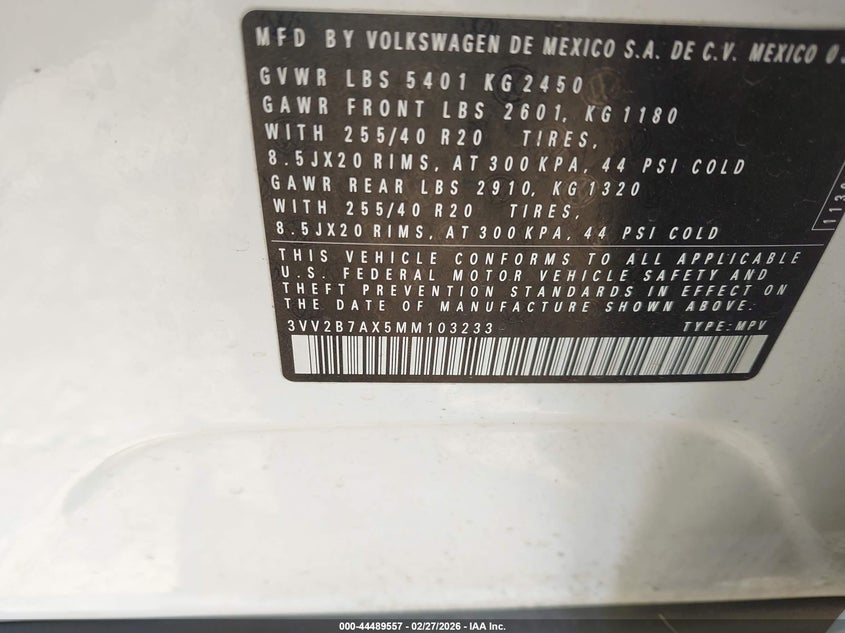 MFD BY VOLKSWAGEN DE MEXICO S.A. DE C.V. MEXICO
GVWR LBS 5401 KG 2450
GAWR FRONT LBS 2601, KG 1180
WITH 255/40 R20 TIRES,
8.5JX20 RIMS, AT 300 KPA, 44 PSI COLD
GAWR REAR LBS 2910, KG 1320
WITH 255/40 R20 TIRES,
8.5JX20 RIMS, AT 300 KPA, 44 PSI COLD
THIS VEHICLE CONFORMS TO ALL APPLICABLE
U.S. FEDERAL MOTOR VEHICLE SAFETY AND
THEFT PREVENTION STANDARDS IN EFFECT ON
THE DATE OF MANUFACTURE SHOWN ABOVE:
3VV2B7AX5MM103233 TYPE:MPV
000-44489557 - 02/27/2026 - IAA Inc.